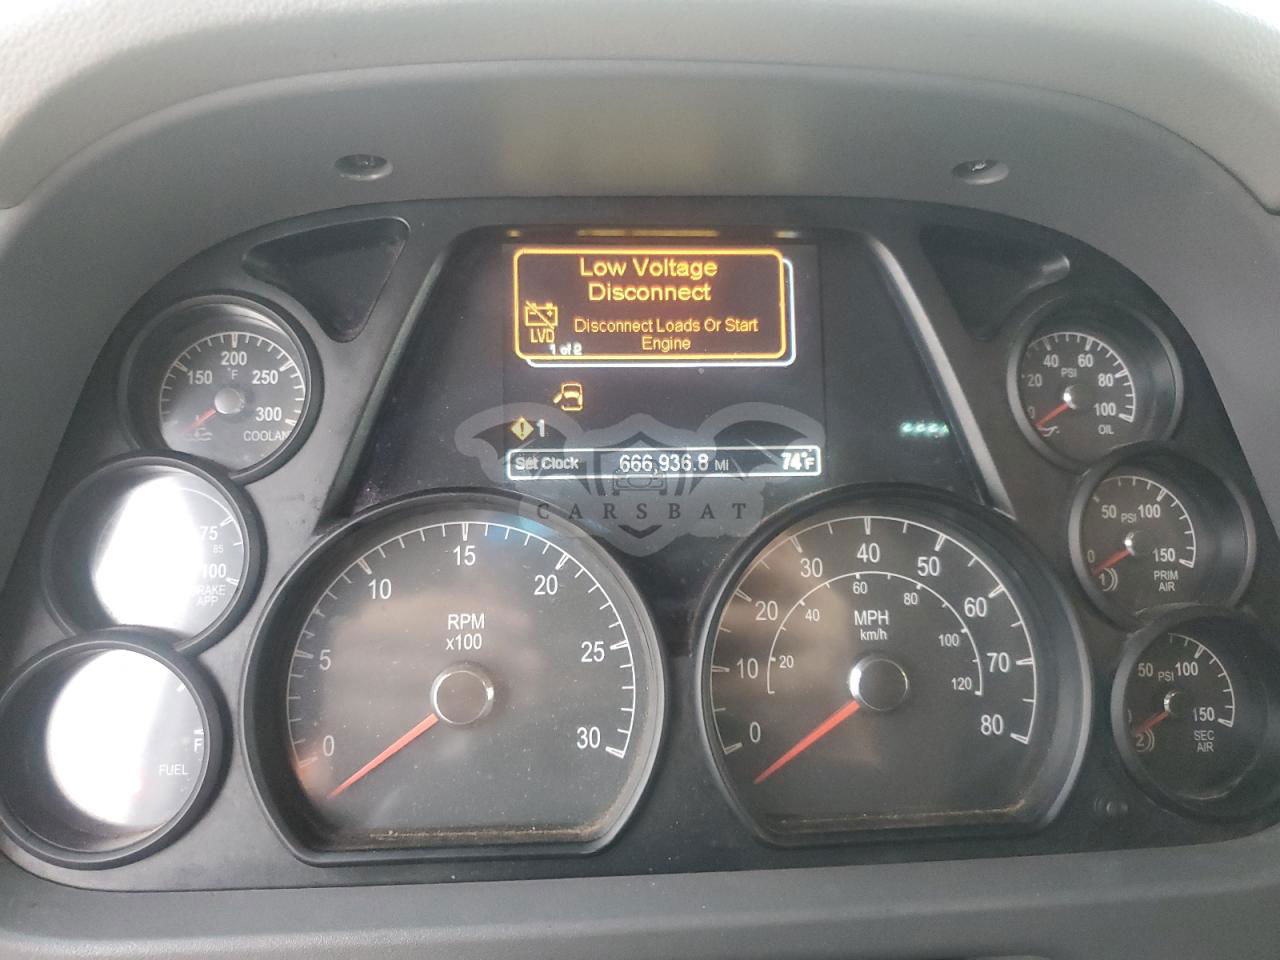 Low Voltage
Disconnect
Disconnect Loads Or Start
Engine
LVD
1 of 2
1
Set Clock 666,936.8 Mi 74°F
CARSBAT
150 200 250 300
°F
COOLANT
20 40 60 80 100
0
PSI
OIL
75
85
100
BRAKE
APP
0 50 100 150
PSI
1
PRIM
AIR
F
FUEL
0 5 10 15 20 25 30
RPM
x100
0 10 20 30 40 50 60 70 80
MPH
km/h
20 40 60 80 100 120
50 100 150
PSI
2
SEC
AIR